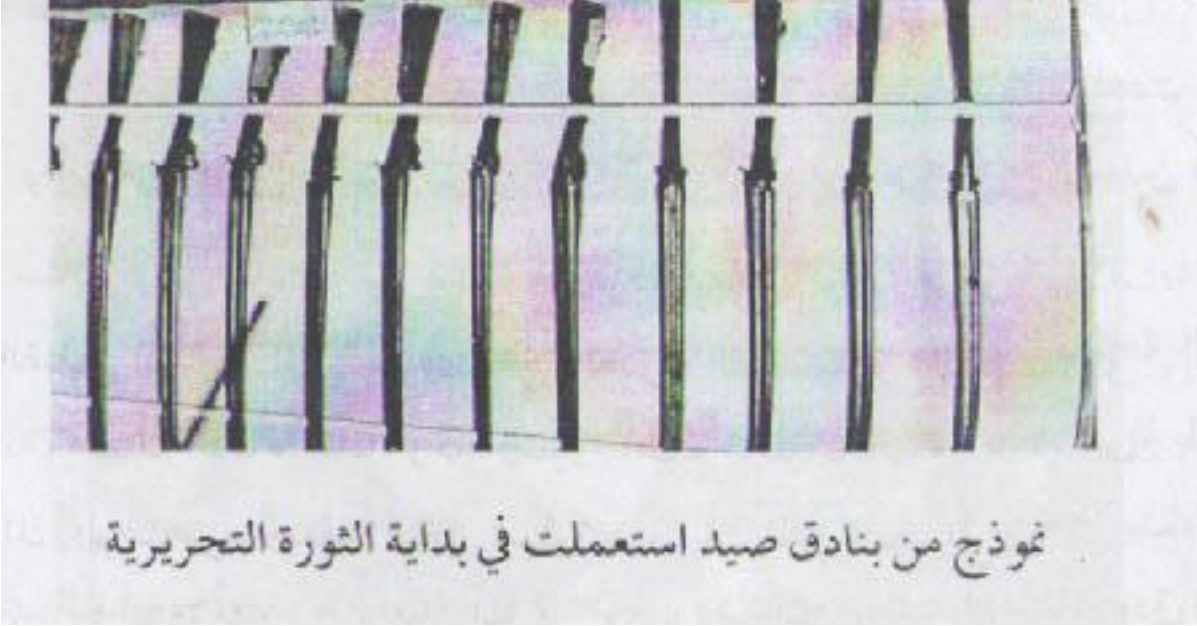 نموذج من بنادق صيد استعملت في بداية الثورة التحريرية